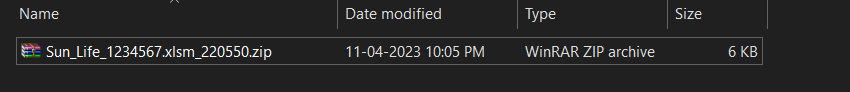 Name Date modified Type Size
Sun_Life_1234567.xlsm_220550.zip 11-04-2023 10:05 PM WinRAR ZIP archive 6 KB